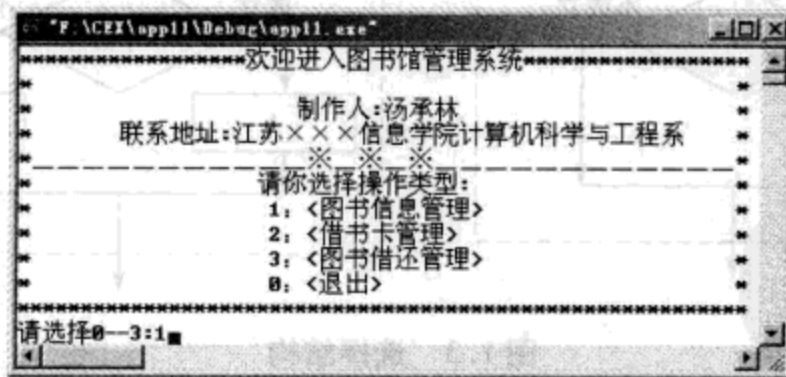 "F:\CEX\app11\Debug\app11.exe"
******************欢迎进入图书馆管理系统******************
* *
* 制作人:汤承林 *
* 联系地址:江苏×××信息学院计算机科学与工程系 *
* ※ ※ ※ *
*_ _ _ _ _ _ _ _ _ _ _ _ _ _ _ _ _ _ _ _ _ _ _ _ _ _ _ _*
* 请你选择操作类型: *
* 1:<图书信息管理> *
* 2:<借书卡管理> *
* 3:<图书借还管理> *
* 0:<退出> *
**********************************************************
请选择0--3:1